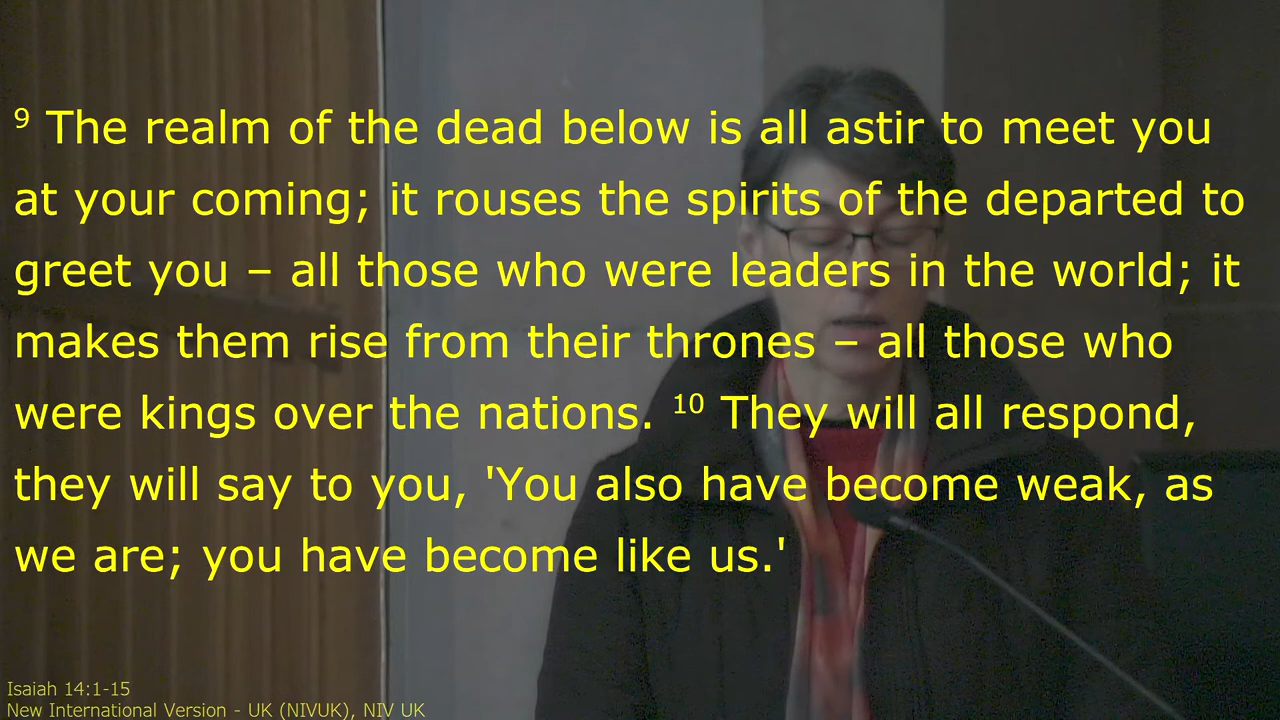 9 The realm of the dead below is all astir to meet you
at your coming; it rouses the spirits of the departed to
greet you – all those who were leaders in the world; it
makes them rise from their thrones – all those who
were kings over the nations. 10 They will all respond,
they will say to you, 'You also have become weak, as
we are; you have become like us.'
Isaiah 14:1-15
New International Version - UK (NIVUK), NIV UK